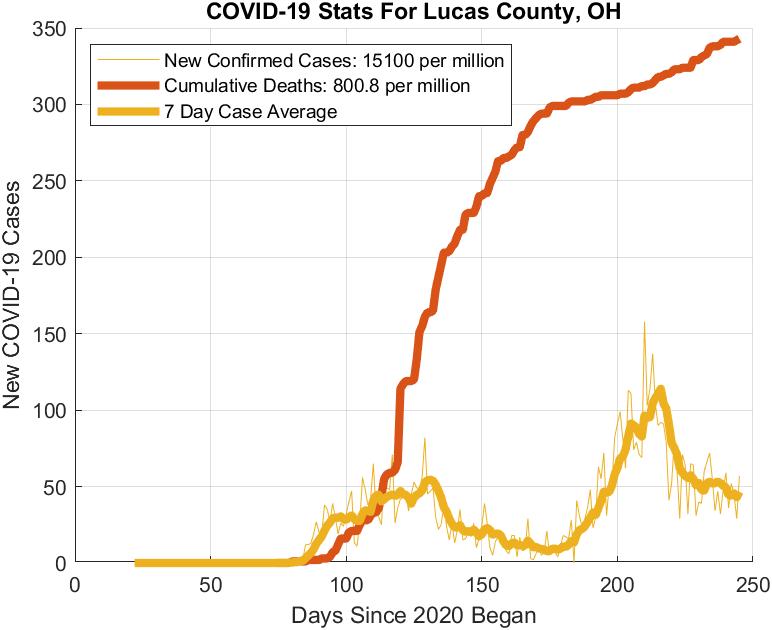 COVID-19 Stats For Lucas County, OH
New Confirmed Cases: 15100 per million
Cumulative Deaths: 800.8 per million
7 Day Case Average
New COVID-19 Cases
350
300
250
200
150
100
50
0
0 50 100 150 200 250
Days Since 2020 Began